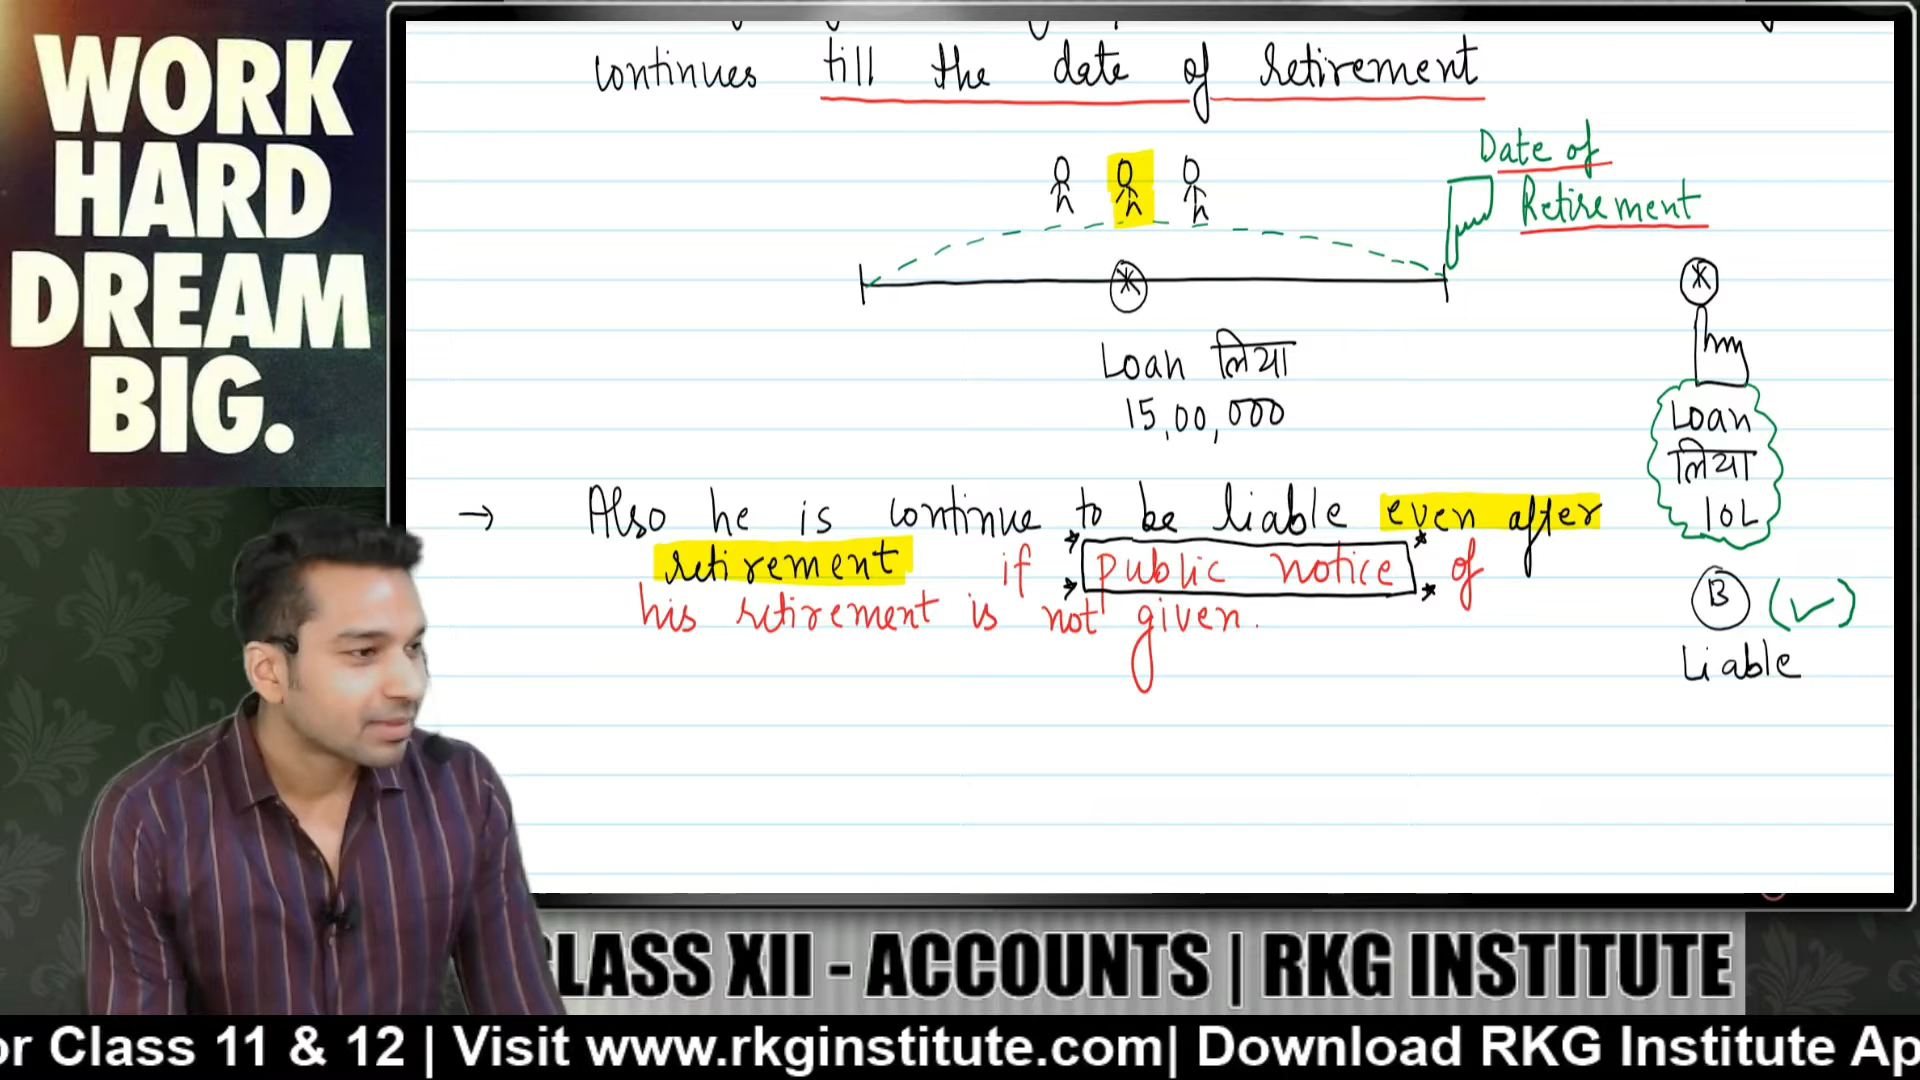 WORK
HARD
DREAM
BIG.
continues till the date of retirement
Date of
Retirement
Loan लिया
15,00,000
Loan
लिया
10L
→ Also he is continue to be liable even after
retirement if public notice of
his retirement is not given.
B (✓)
Liable
CLASS XII - ACCOUNTS | RKG INSTITUTE
or Class 11 & 12 | Visit www.rkginstitute.com| Download RKG Institute Ap